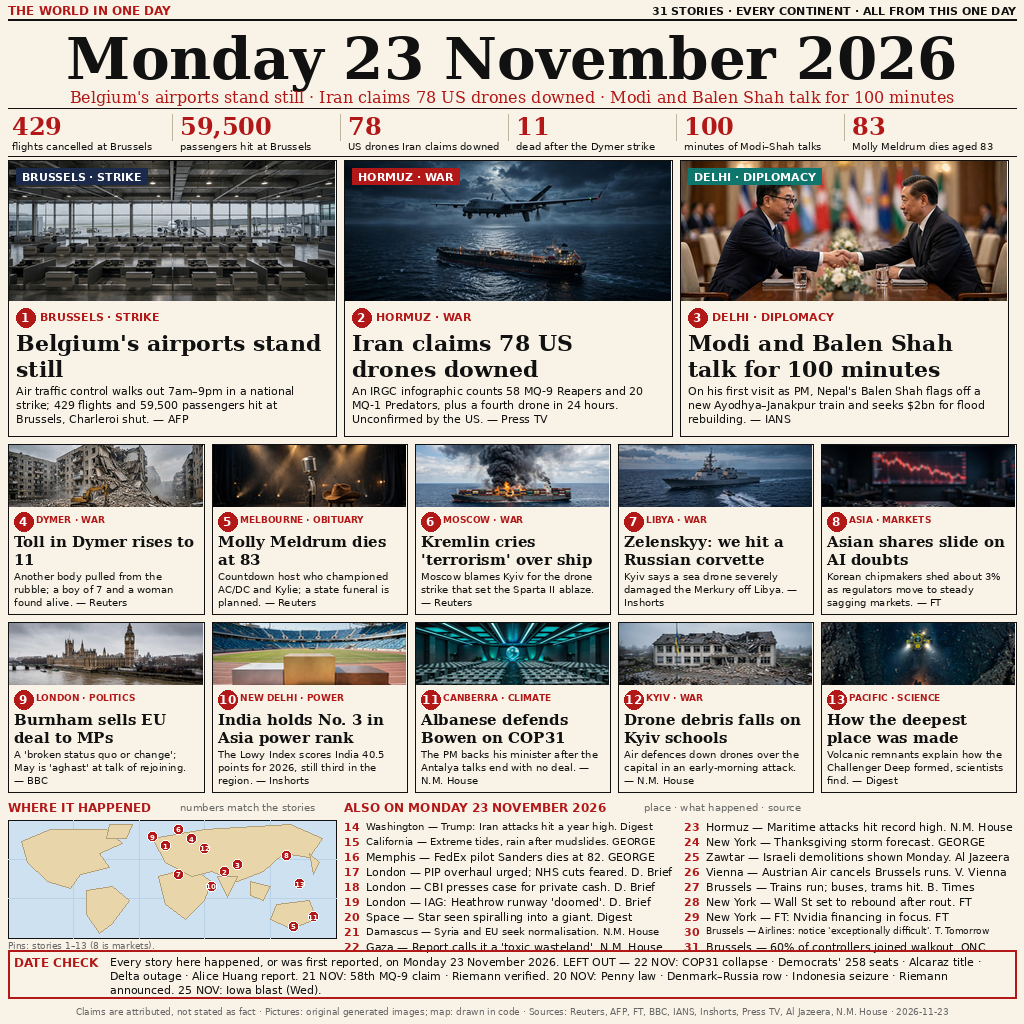 THE WORLD IN ONE DAY
31 STORIES · EVERY CONTINENT · ALL FROM THIS ONE DAY
Monday 23 November 2026
Belgium's airports stand still · Iran claims 78 US drones downed · Modi and Balen Shah talk for 100 minutes
429
flights cancelled at Brussels
59,500
passengers hit at Brussels
78
US drones Iran claims downed
11
dead after the Dymer strike
100
minutes of Modi–Shah talks
83
Molly Meldrum dies aged 83
BRUSSELS · STRIKE
1 BRUSSELS · STRIKE
Belgium's airports stand
still
Air traffic control walks out 7am–9pm in a national
strike; 429 flights and 59,500 passengers hit at
Brussels, Charleroi shut. — AFP
HORMUZ · WAR
2 HORMUZ · WAR
Iran claims 78 US
drones downed
An IRGC infographic counts 58 MQ-9 Reapers and 20
MQ-1 Predators, plus a fourth drone in 24 hours.
Unconfirmed by the US. — Press TV
DELHI · DIPLOMACY
3 DELHI · DIPLOMACY
Modi and Balen Shah
talk for 100 minutes
On his first visit as PM, Nepal's Balen Shah flags off a
new Ayodhya–Janakpur train and seeks $2bn for flood
rebuilding. — IANS
4 DYMER · WAR
Toll in Dymer rises to
11
Another body pulled from the
rubble; a boy of 7 and a woman
found alive. — Reuters
5 MELBOURNE · OBITUARY
Molly Meldrum dies
at 83
Countdown host who championed
AC/DC and Kylie; a state funeral is
planned. — Reuters
6 MOSCOW · WAR
Kremlin cries
'terrorism' over ship
Moscow blames Kyiv for the drone
strike that set the Sparta II ablaze.
— Reuters
7 LIBYA · WAR
Zelenskyy: we hit a
Russian corvette
Kyiv says a sea drone severely
damaged the Merkury off Libya. —
Inshorts
8 ASIA · MARKETS
Asian shares slide on
AI doubts
Korean chipmakers shed about 3%
as regulators move to steady
sagging markets. — FT
9 LONDON · POLITICS
Burnham sells EU
deal to MPs
A 'broken status quo or change';
May is 'aghast' at talk of rejoining.
— BBC
10 NEW DELHI · POWER
India holds No. 3 in
Asia power rank
The Lowy Index scores India 40.5
points for 2026, still third in the
region. — Inshorts
11 CANBERRA · CLIMATE
Albanese defends
Bowen on COP31
The PM backs his minister after the
Antalya talks end with no deal. —
N.M. House
12 KYIV · WAR
Drone debris falls on
Kyiv schools
Air defences down drones over the
capital in an early-morning attack.
— N.M. House
13 PACIFIC · SCIENCE
How the deepest
place was made
Volcanic remnants explain how the
Challenger Deep formed, scientists
find. — Digest
WHERE IT HAPPENED
numbers match the stories
9
6
1
4
12
8
3
2
7
10
13
11
5
Pins: stories 1–13 (8 is markets).
ALSO ON MONDAY 23 NOVEMBER 2026
place · what happened · source
14 Washington — Trump: Iran attacks hit a year high. Digest
15 California — Extreme tides, rain after mudslides. GEORGE
16 Memphis — FedEx pilot Sanders dies at 82. GEORGE
17 London — PIP overhaul urged; NHS cuts feared. D. Brief
18 London — CBI presses case for private cash. D. Brief
19 London — IAG: Heathrow runway 'doomed'. D. Brief
20 Space — Star seen spiralling into a giant. Digest
21 Damascus — Syria and EU seek normalisation. N.M. House
22 Gaza — Report calls it a 'toxic wasteland'. N.M. House
23 Hormuz — Maritime attacks hit record high. N.M. House
24 New York — Thanksgiving storm forecast. GEORGE
25 Zawtar — Israeli demolitions shown Monday. Al Jazeera
26 Vienna — Austrian Air cancels Brussels runs. V. Vienna
27 Brussels — Trains run; buses, trams hit. B. Times
28 New York — Wall St set to rebound after rout. FT
29 New York — FT: Nvidia financing in focus. FT
30 Brussels — Airlines: notice 'exceptionally difficult'. T. Tomorrow
31 Brussels — 60% of controllers joined walkout. ONC
DATE CHECK
Every story here happened, or was first reported, on Monday 23 November 2026. LEFT OUT — 22 NOV: COP31 collapse · Democrats' 258 seats · Alcaraz title ·
Delta outage · Alice Huang report. 21 NOV: 58th MQ-9 claim · Riemann verified. 20 NOV: Penny law · Denmark–Russia row · Indonesia seizure · Riemann
announced. 25 NOV: Iowa blast (Wed).
Claims are attributed, not stated as fact · Pictures: original generated images; map: drawn in code · Sources: Reuters, AFP, FT, BBC, IANS, Inshorts, Press TV, Al Jazeera, N.M. House · 2026-11-23